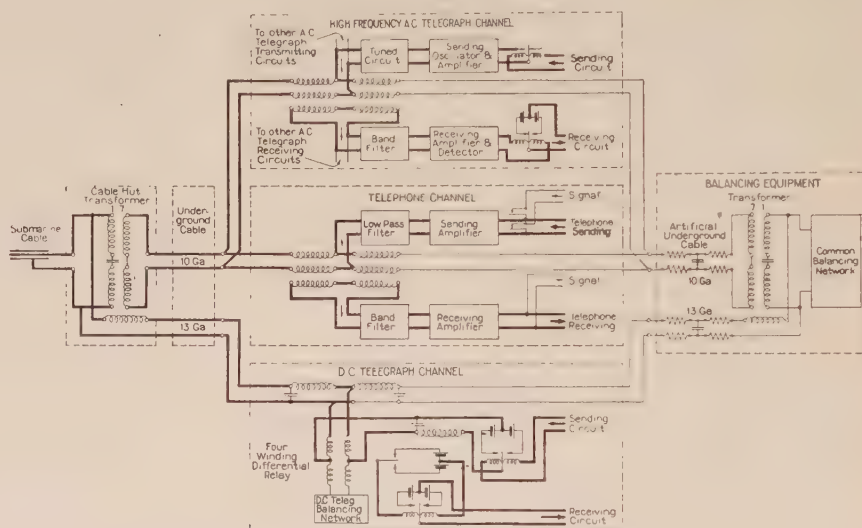 HIGH FREQUENCY A C TELEGRAPH CHANNEL
To other A C
Telegraph
Transmitting
Circuits
Tuned
Circuit
Sending
Oscillator &
Amplifier
Sending
Circuit
To other A C
Telegraph
Receiving
Circuits
Band
Filter
Receiving
Amplifier
& Detector
Receiving
Circuit
Submarine
Cable
Cable Hut
Transformer
1 7
Under-
ground
Cable
10 Ga
13 Ga
TELEPHONE CHANNEL
Low Pass
Filter
Sending
Amplifier
Signal
Telephone
Sending
Band
Filter
Receiving
Amplifier
Signal
Telephone
Receiving
BALANCING EQUIPMENT
Transformer
7 1
Artificial
Underground
Cable
10 Ga
13 Ga
Common
Balancing
Network
D C TELEGRAPH CHANNEL
Four
Winding
Differential
Relay
D.C Teleg
Balancing
Network
Sending
Circuit
Receiving
Circuit